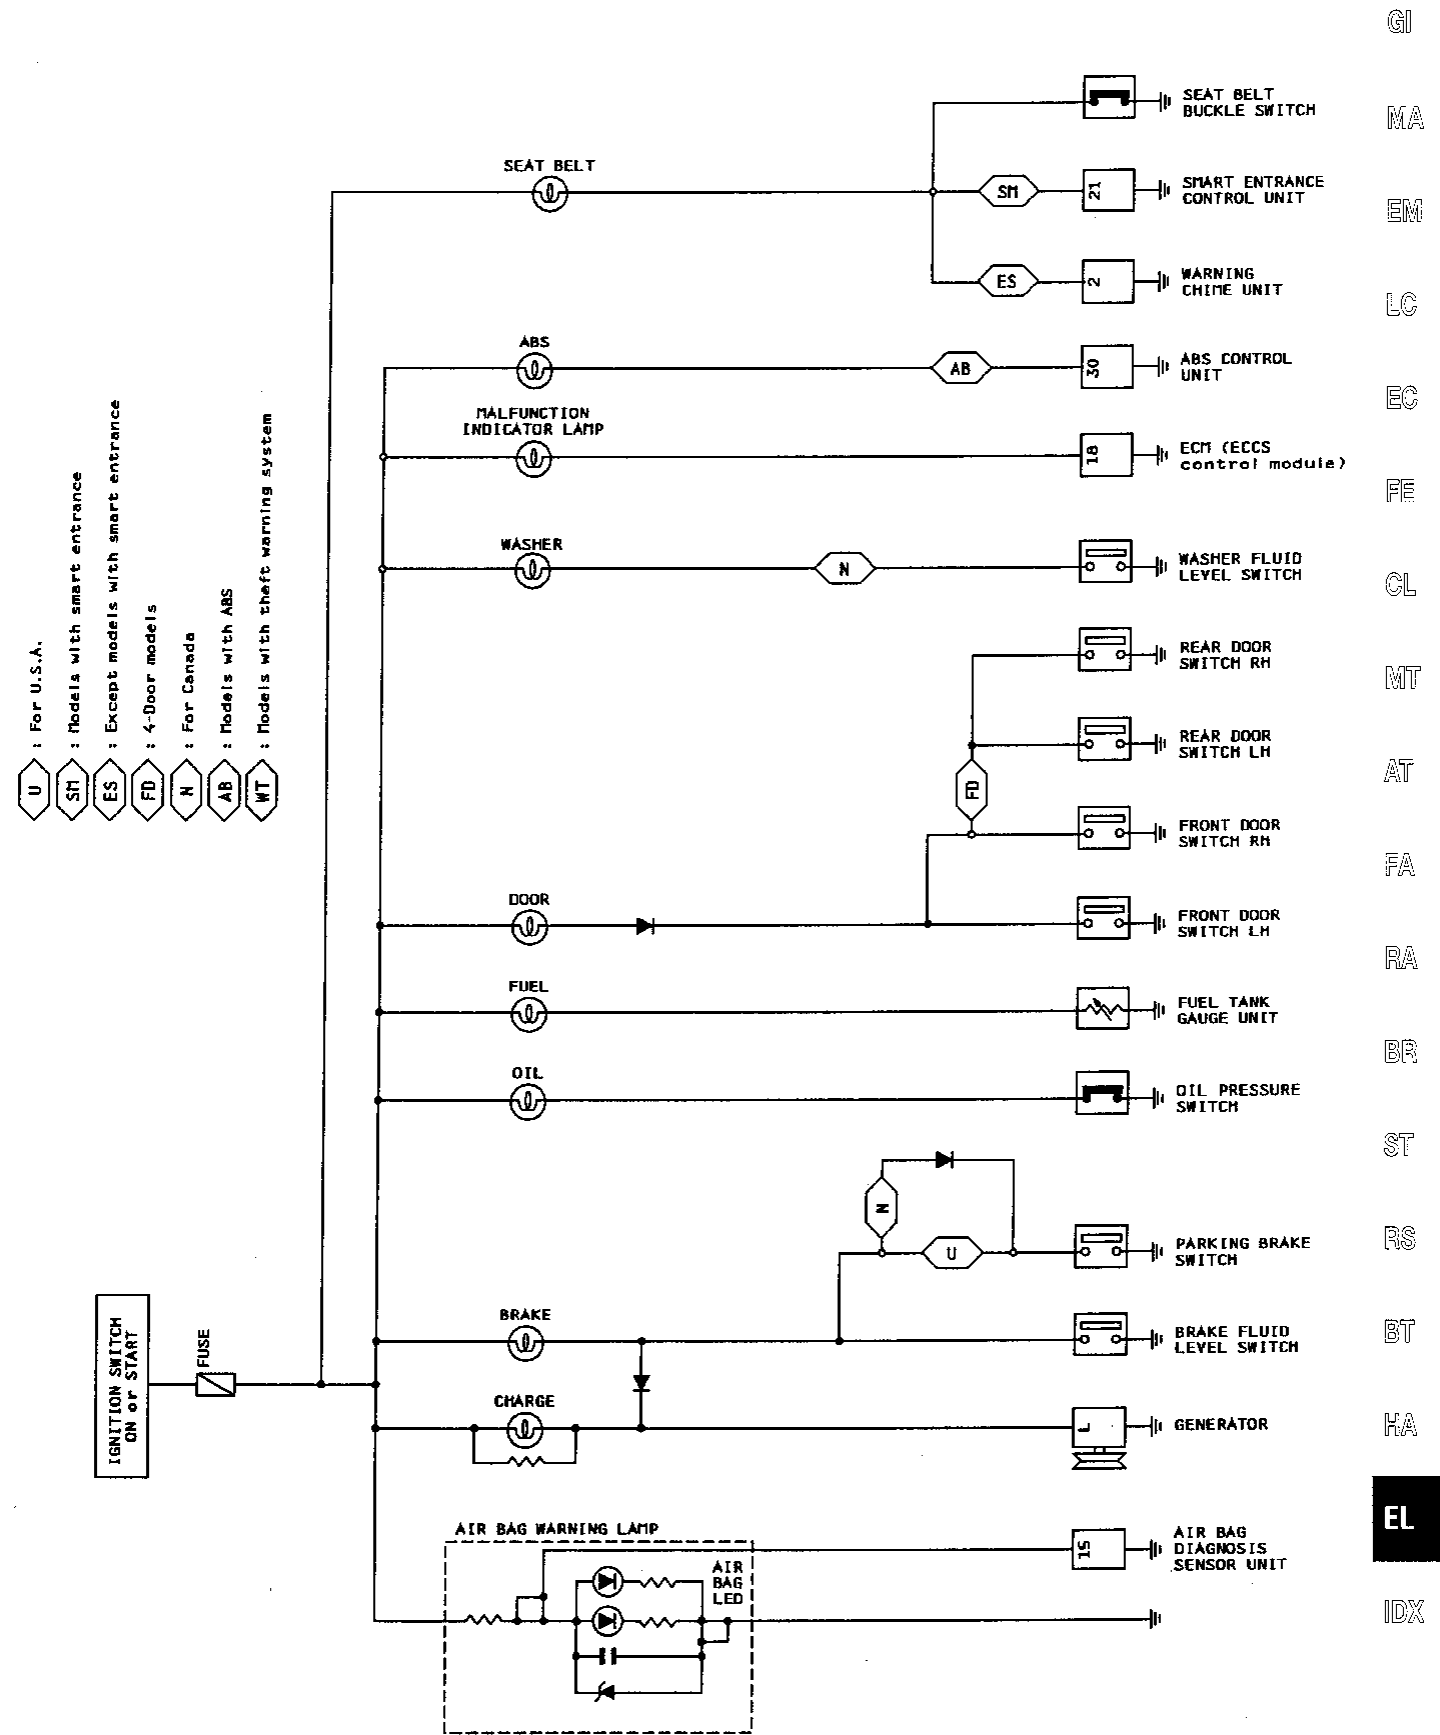 GI
SEAT BELT
BUCKLE SWITCH
MA
SEAT BELT
SM
21
SMART ENTRANCE
CONTROL UNIT
EM
ES
2
WARNING
CHIME UNIT
LC
ABS
AB
30
ABS CONTROL
UNIT
EC
MALFUNCTION
INDICATOR LAMP
18
ECM (ECCS
control module)
FE
WASHER
N
WASHER FLUID
LEVEL SWITCH
CL
REAR DOOR
SWITCH RH
MT
REAR DOOR
SWITCH LH
AT
FD
FRONT DOOR
SWITCH RH
FA
DOOR
FRONT DOOR
SWITCH LH
RA
FUEL
FUEL TANK
GAUGE UNIT
BR
OIL
OIL PRESSURE
SWITCH
ST
N
U
PARKING BRAKE
SWITCH
RS
BRAKE
BRAKE FLUID
LEVEL SWITCH
BT
CHARGE
L
GENERATOR
HA
EL
AIR BAG WARNING LAMP
AIR
BAG
LED
15
AIR BAG
DIAGNOSIS
SENSOR UNIT
IDX
U : For U.S.A.
SM : Models with smart entrance
ES : Except models with smart entrance
FD : 4-Door models
N : For Canada
AB : Models with ABS
WT : Models with theft warning system
IGNITION SWITCH
ON or START
FUSE